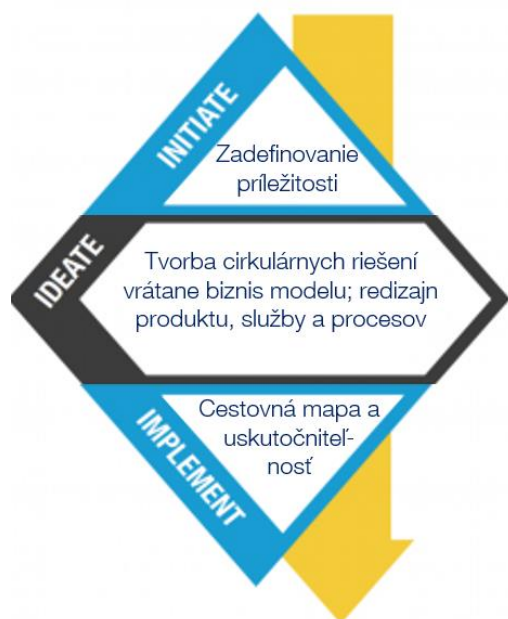 INITIATE
Zadefinovanie
príležitosti
IDEATE
Tvorba cirkulárnych riešení
vrátane biznis modelu; redizajn
produktu, služby a procesov
IMPLEMENT
Cestovná mapa a
uskutočniteľ-
nosť